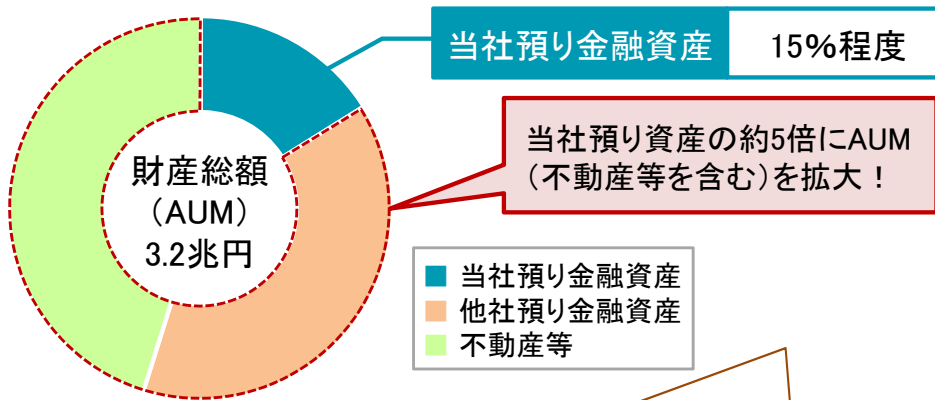 当社預り金融資産 15%程度
当社預り資産の約5倍にAUM
(不動産等を含む)を拡大!
財産総額
(AUM)
3.2兆円
当社預り金融資産
他社預り金融資産
不動産等